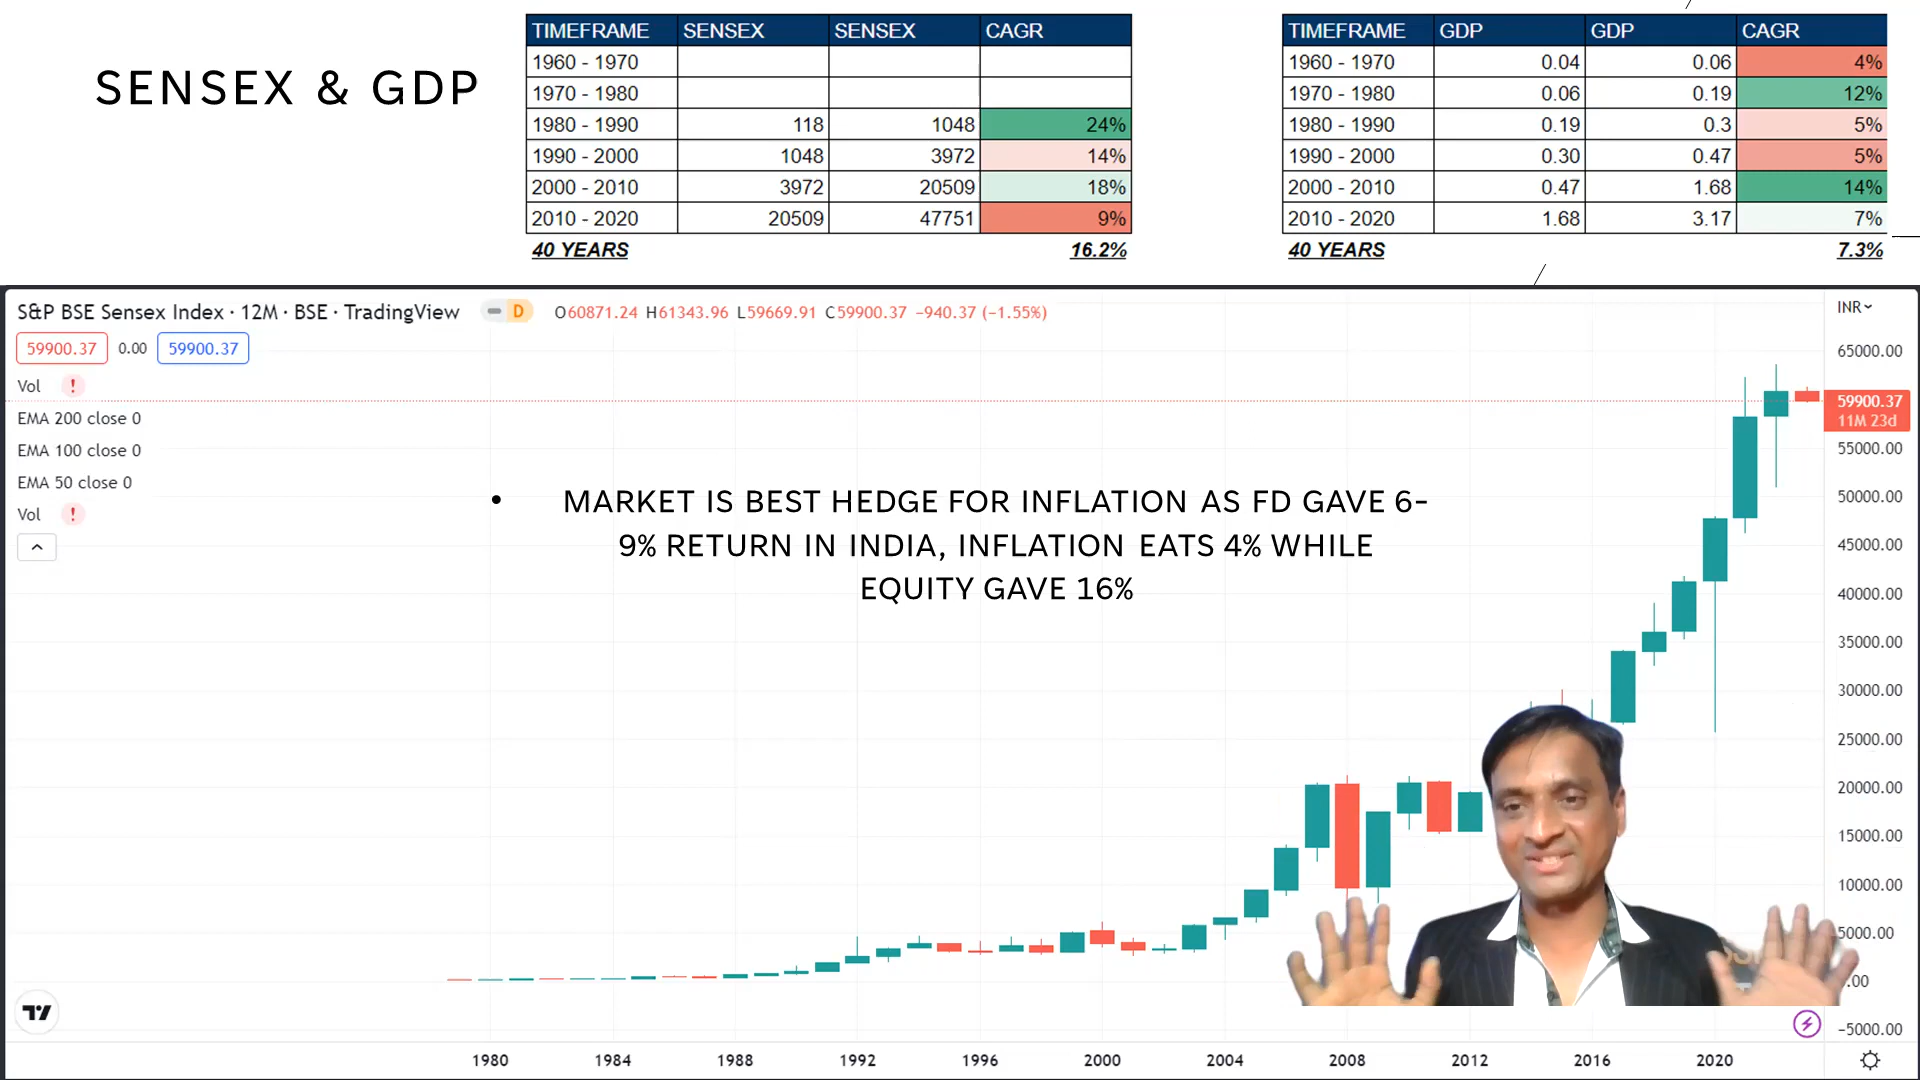 SENSEX & GDP
TIMEFRAME SENSEX SENSEX CAGR
1960 - 1970
1970 - 1980
1980 - 1990 118 1048 24%
1990 - 2000 1048 3972 14%
2000 - 2010 3972 20509 18%
2010 - 2020 20509 47751 9%
40 YEARS 16.2%
TIMEFRAME GDP GDP CAGR
1960 - 1970 0.04 0.06 4%
1970 - 1980 0.06 0.19 12%
1980 - 1990 0.19 0.3 5%
1990 - 2000 0.30 0.47 5%
2000 - 2010 0.47 1.68 14%
2010 - 2020 1.68 3.17 7%
40 YEARS 7.3%
S&P BSE Sensex Index · 12M · BSE · TradingView D O60871.24 H61343.96 L59669.91 C59900.37 −940.37 (−1.55%)
59900.37 0.00 59900.37
Vol !
EMA 200 close 0
EMA 100 close 0
EMA 50 close 0
Vol !
• MARKET IS BEST HEDGE FOR INFLATION AS FD GAVE 6-
9% RETURN IN INDIA, INFLATION EATS 4% WHILE
EQUITY GAVE 16%
INR
65000.00
59900.37
11M 23d
55000.00
50000.00
45000.00
40000.00
35000.00
30000.00
25000.00
20000.00
15000.00
10000.00
5000.00
.00
−5000.00
1980 1984 1988 1992 1996 2000 2004 2008 2012 2016 2020